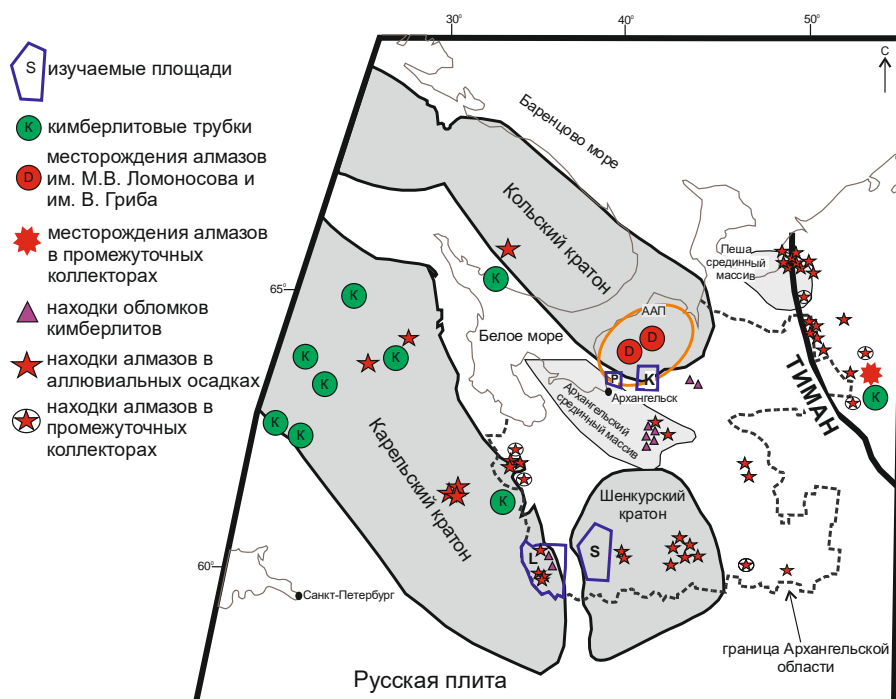 30°
40°
50°
С
S
изучаемые площади
К
кимберлитовые трубки
D
месторождения алмазов
им. М.В. Ломоносова и
им. В. Гриба
месторождения алмазов
в промежуточных
коллекторах
находки обломков
кимберлитов
находки алмазов в
аллювиальных осадках
находки алмазов в
промежуточных
коллекторах
Баренцово море
Кольский кратон
Пеша
срединный
массив
К
65°
К
ААП
Белое море
D
D
К
К
К
К
К
P
K
Архангельск
Архангельский
срединный массив
ТИМАН
К
Карельский кратон
К
Шенкурский
кратон
L
S
60°
Санкт-Петербург
граница Архангельской
области
Русская плита